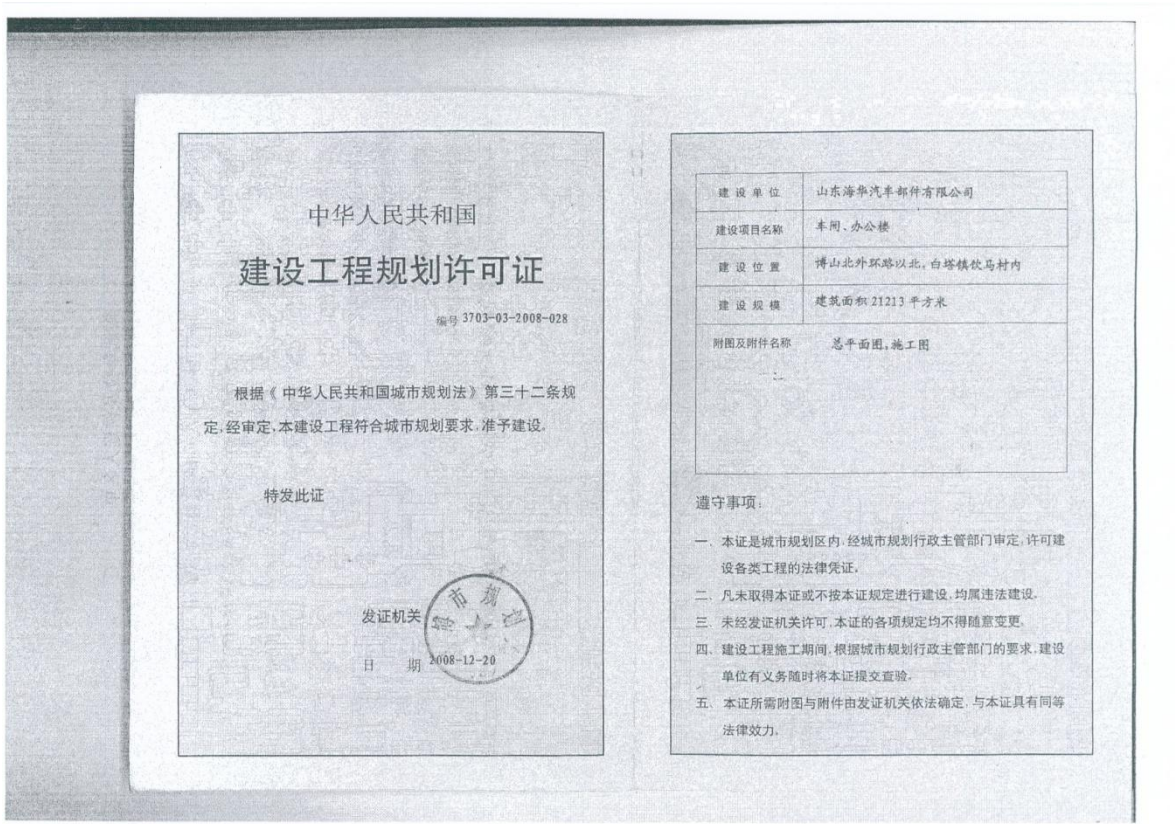 中华人民共和国
建设工程规划许可证
编号 3703-03-2008-028
根据《中华人民共和国城市规划法》第三十二条规
定,经审定,本建设工程符合城市规划要求,准予建设。
特发此证
发证机关
日 期 2008-12-20
城市规划
建设单位 山东海华汽车部件有限公司
建设项目名称 车间、办公楼
建设位置 博山北外环路以北,白塔镇饮马村内
建设规模 建筑面积21213平方米
附图及附件名称 总平面图,施工图
遵守事项:
一、本证是城市规划区内,经城市规划行政主管部门审定,许可建
设各类工程的法律凭证。
二、凡未取得本证或不按本证规定进行建设,均属违法建设。
三、未经发证机关许可,本证的各项规定均不得随意变更。
四、建设工程施工期间,根据城市规划行政主管部门的要求,建设
单位有义务随时将本证提交查验。
五、本证所需附图与附件由发证机关依法确定,与本证具有同等
法律效力。